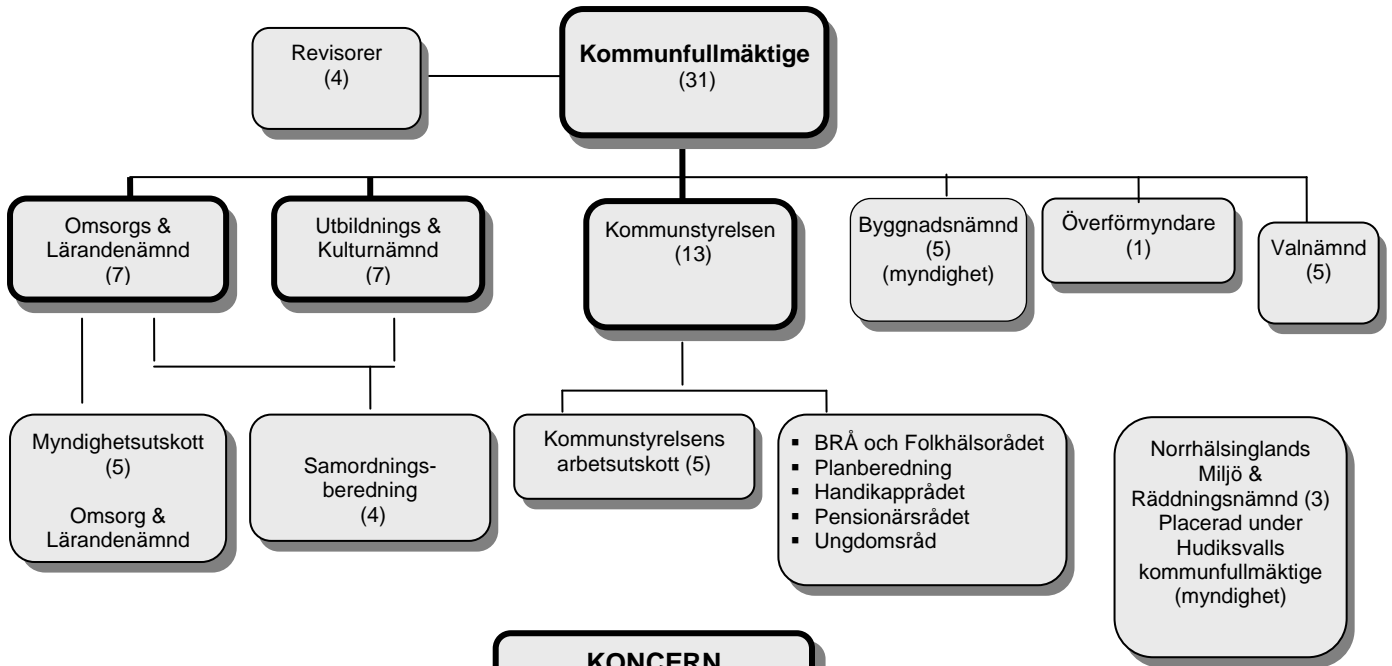 Revisorer
(4)
Kommunfullmäktige
(31)
Omsorgs &
Lärandenämnd
(7)
Utbildnings &
Kulturnämnd
(7)
Kommunstyrelsen
(13)
Byggnadsnämnd
(5)
(myndighet)
Överförmyndare
(1)
Valnämnd
(5)
Myndighetsutskott
(5)
Omsorg &
Lärandenämnd
Samordnings-
beredning
(4)
Kommunstyrelsens
arbetsutskott (5)
▪ BRÅ och Folkhälsorådet
▪ Planberedning
▪ Handikapprådet
▪ Pensionärsrådet
▪ Ungdomsråd
Norrhälsinglands
Miljö &
Räddningsnämnd (3)
Placerad under
Hudiksvalls
kommunfullmäktige
(myndighet)
KONCERN